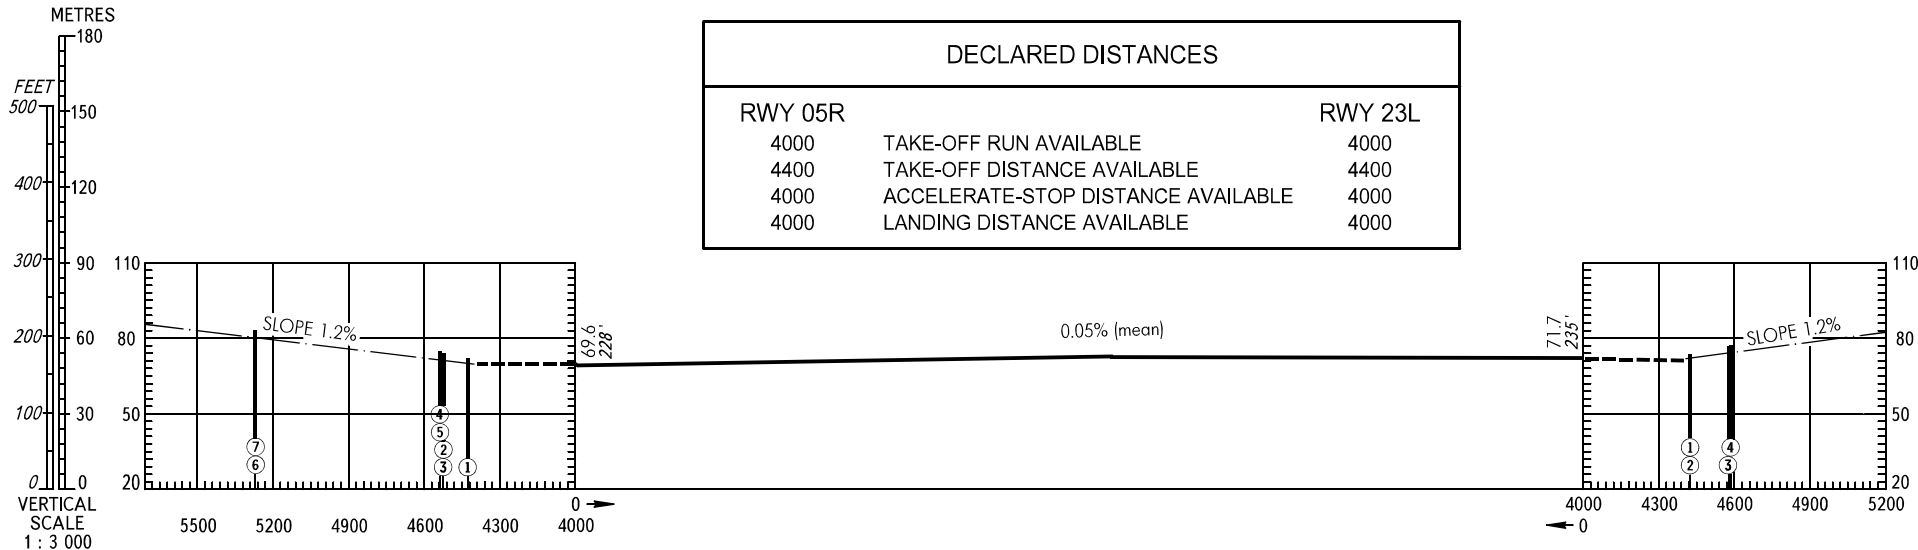 METRES
180
FEET
500
150
400
120
300
90
200
60
100
30
0
0
VERTICAL
SCALE
1 : 3 000
DECLARED DISTANCES
RWY 05R RWY 23L
4000 TAKE-OFF RUN AVAILABLE 4000
4400 TAKE-OFF DISTANCE AVAILABLE 4400
4000 ACCELERATE-STOP DISTANCE AVAILABLE 4000
4000 LANDING DISTANCE AVAILABLE 4000
110
80
50
20
SLOPE 1.2%
7
6
4
5
2
3
1
5500 5200 4900 4600 4300 4000
0
69.6
228'
0.05% (mean)
71.7
235'
SLOPE 1.2%
1
2
4
3
110
80
50
20
4000 4300 4600 4900 5200
0